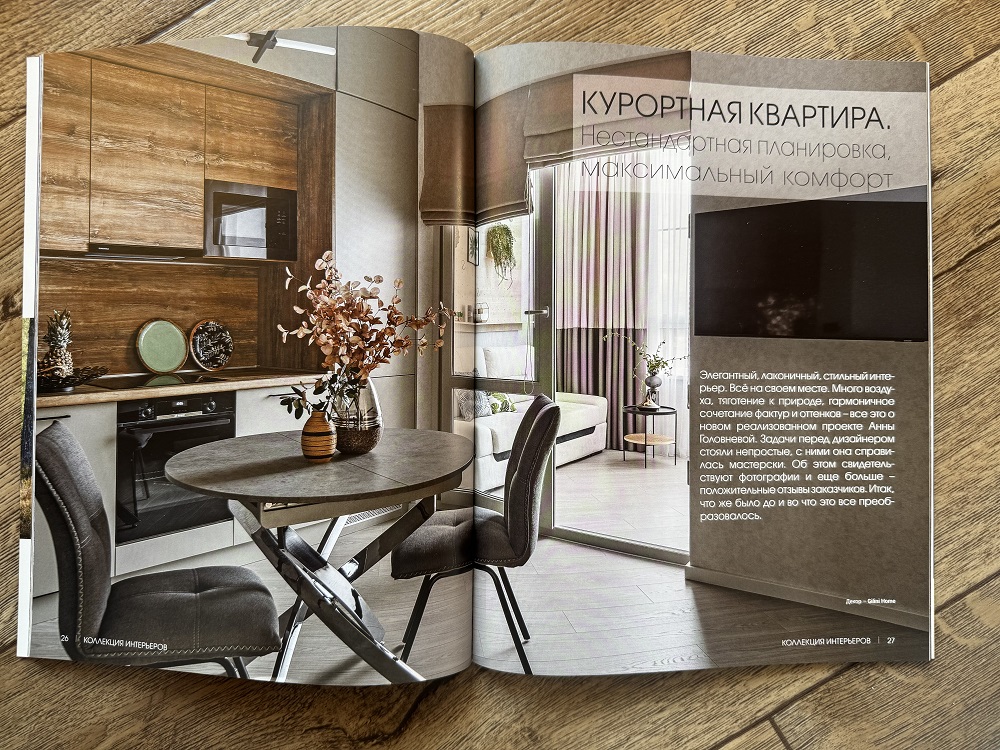 КУРОРТНАЯ КВАРТИРА.
Нестандартная планировка,
максимальный комфорт
Элегантный, лаконичный, стильный инте-
рьер. Всё на своем месте. Много возду-
ха, тяготение к природе, гармоничное
сочетание фактур и оттенков – все это о
новом реализованном проекте Анны
Головневой. Задачи перед дизайнером
стояли непростые, с ними она справи-
лась мастерски. Об этом свидетель-
ствуют фотографии и еще больше –
положительные отзывы заказчиков. Итак,
что же было до и во что это все преоб-
разовалось.
Декор – Home
26 | КОЛЛЕКЦИЯ ИНТЕРЬЕРОВ
КОЛЛЕКЦИЯ ИНТЕРЬЕРОВ | 27